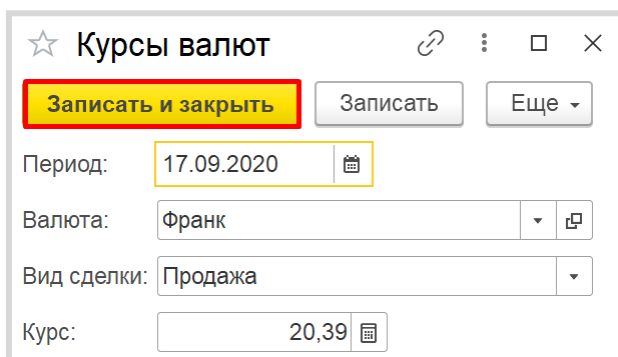 Курсы валют
Записать и закрыть Записать Еще
Период: 17.09.2020
Валюта: Франк
Вид сделки: Продажа
Курс: 20,39